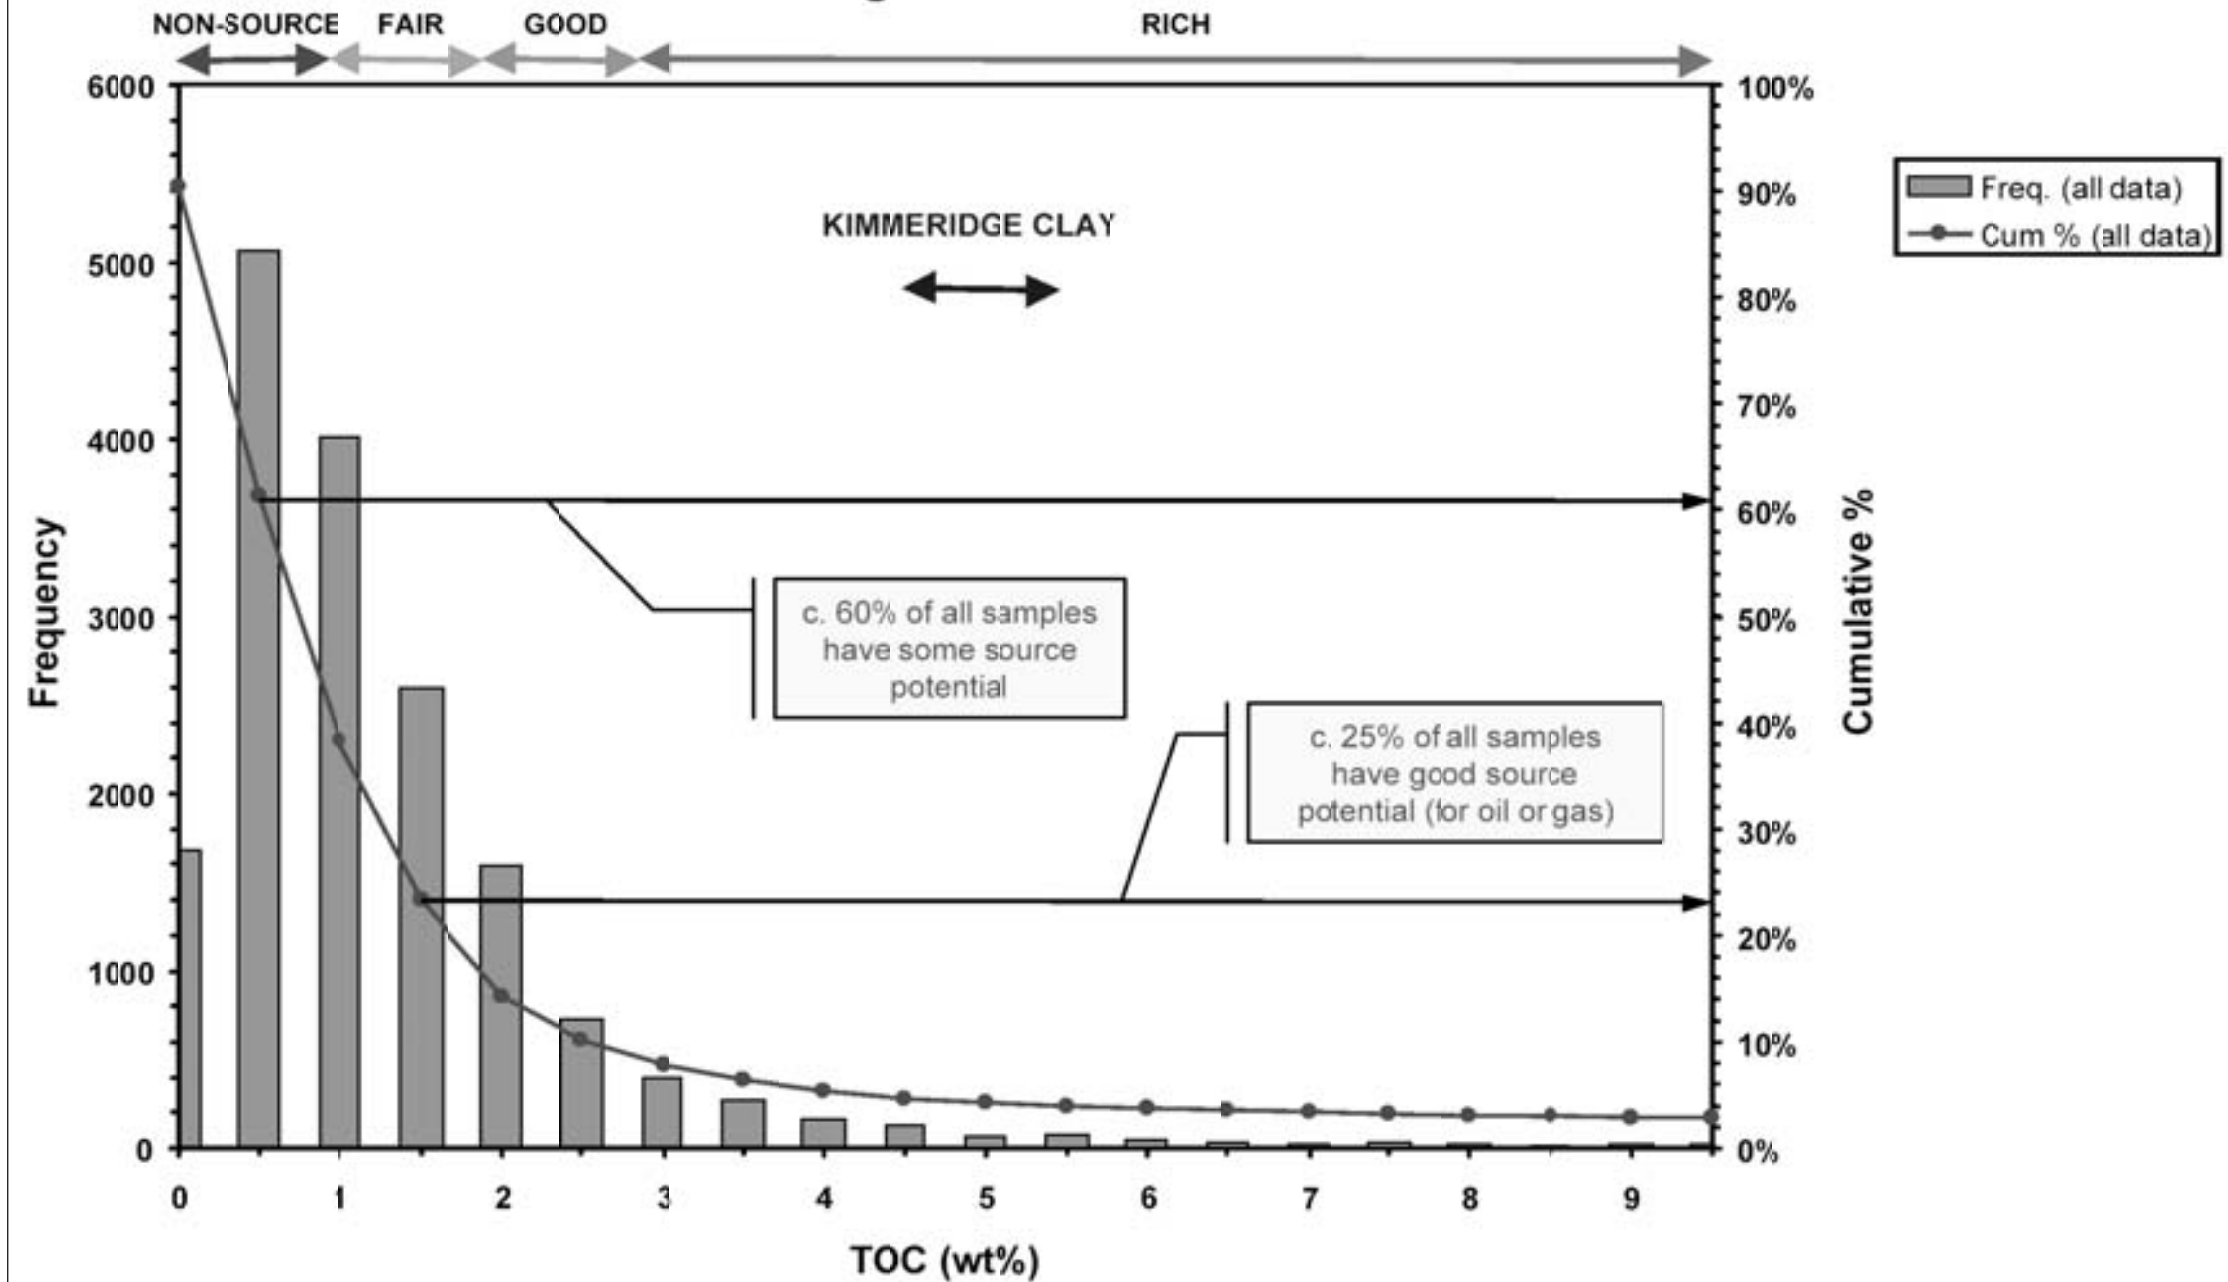 NON-SOURCE FAIR GOOD RICH
6000
5000
4000
3000
2000
1000
0
Frequency
100%
90%
80%
70%
60%
50%
40%
30%
20%
10%
0%
Cumulative %
KIMMERIDGE CLAY
Freq. (all data)
Cum % (all data)
c. 60% of all samples
have some source
potential
c. 25% of all samples
have good source
potential (for oil or gas)
0 1 2 3 4 5 6 7 8 9
TOC (wt%)